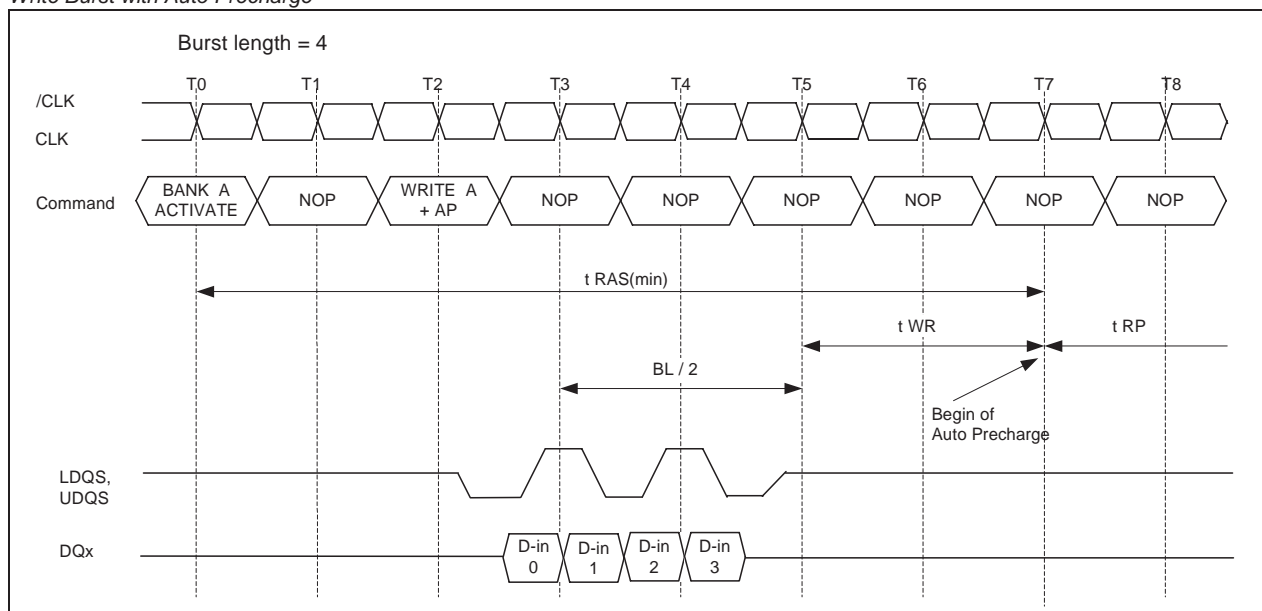 Write Burst with Auto Precharge
Burst length = 4
T0 T1 T2 T3 T4 T5 T6 T7 T8
/CLK
CLK
Command
BANK A
ACTIVATE
NOP
WRITE A
+ AP
NOP
NOP
NOP
NOP
NOP
NOP
t RAS(min)
t WR
t RP
BL / 2
Begin of
Auto Precharge
LDQS,
UDQS
DQx
D-in
0
D-in
1
D-in
2
D-in
3